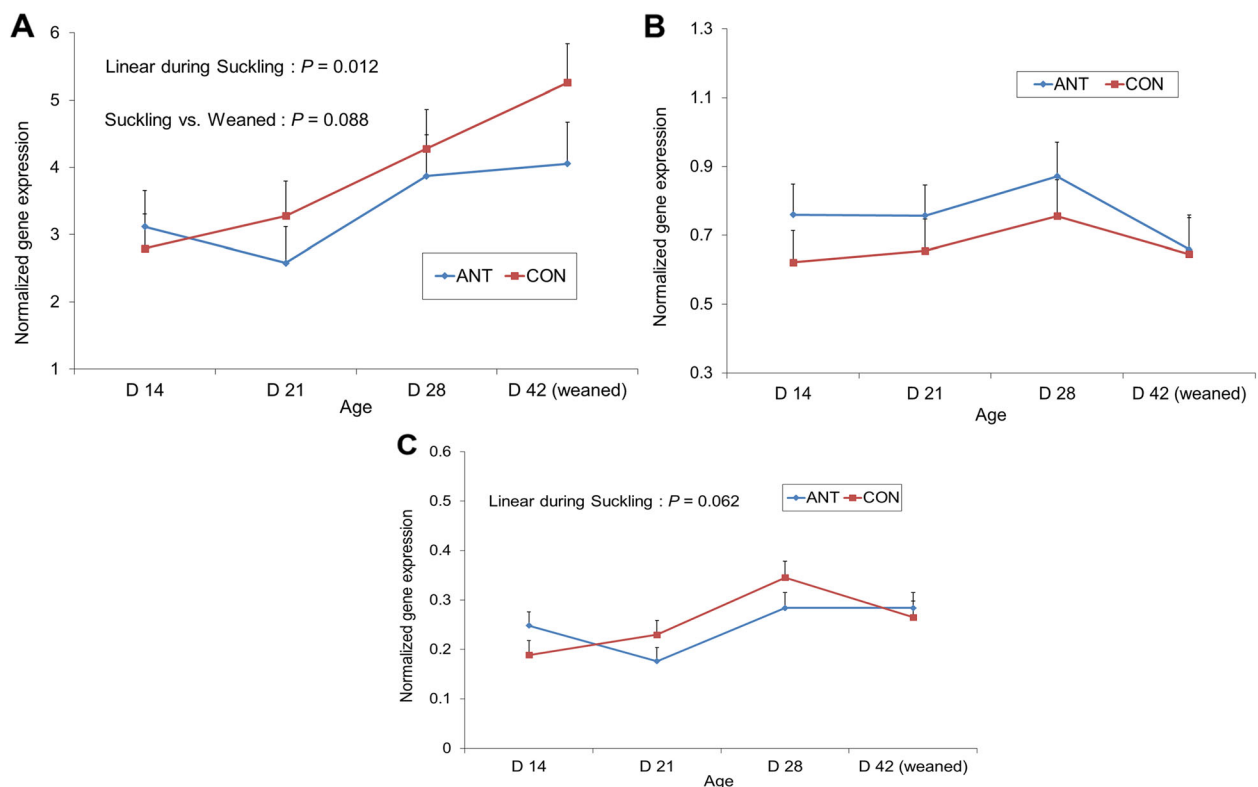 A
Normalized gene expression
6
5
4
3
2
1
Linear during Suckling : P = 0.012
Suckling vs. Weaned : P = 0.088
ANT CON
D 14 D 21 D 28 D 42 (weaned)
Age
B
Normalized gene expression
1.3
1.1
0.9
0.7
0.5
0.3
ANT CON
D 14 D 21 D 28 D 42 (weaned)
Age
C
Normalized gene expression
0.6
0.5
0.4
0.3
0.2
0.1
0
Linear during Suckling : P = 0.062
ANT CON
D 14 D 21 D 28 D 42 (weaned)
Age